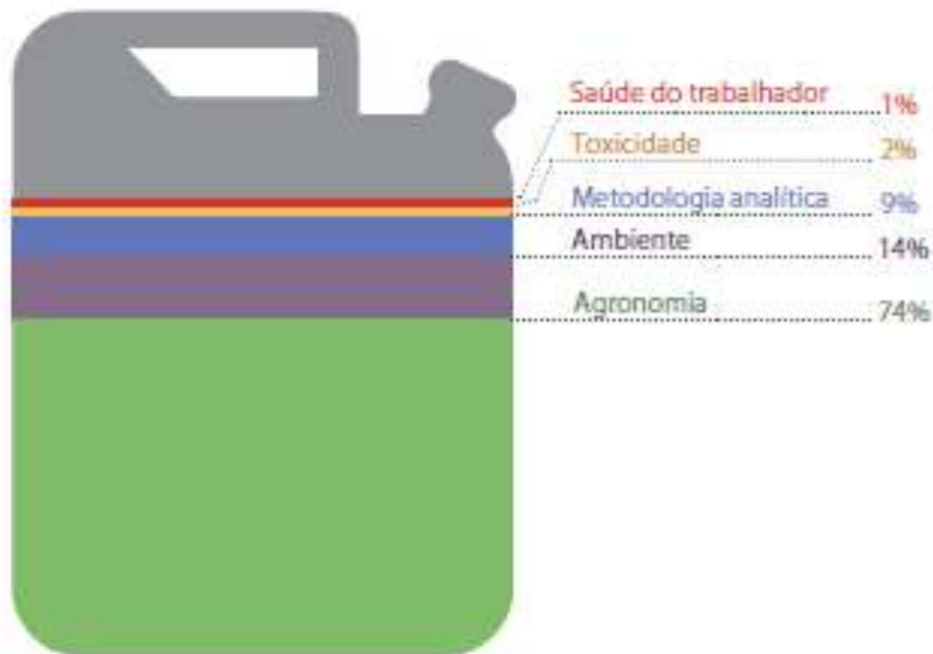 Saúde do trabalhador 1%
Toxicidade 2%
Metodologia analítica 9%
Ambiente 14%
Agronomia 74%